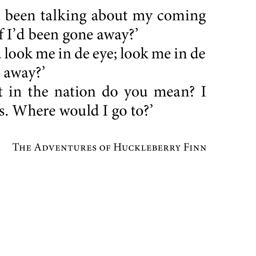 been talking about my coming
f I'd been gone away?'
look me in de eye; look me in de
away?'
t in the nation do you mean? I
s. Where would I go to?'
THE ADVENTURES OF HUCKLEBERRY FINN